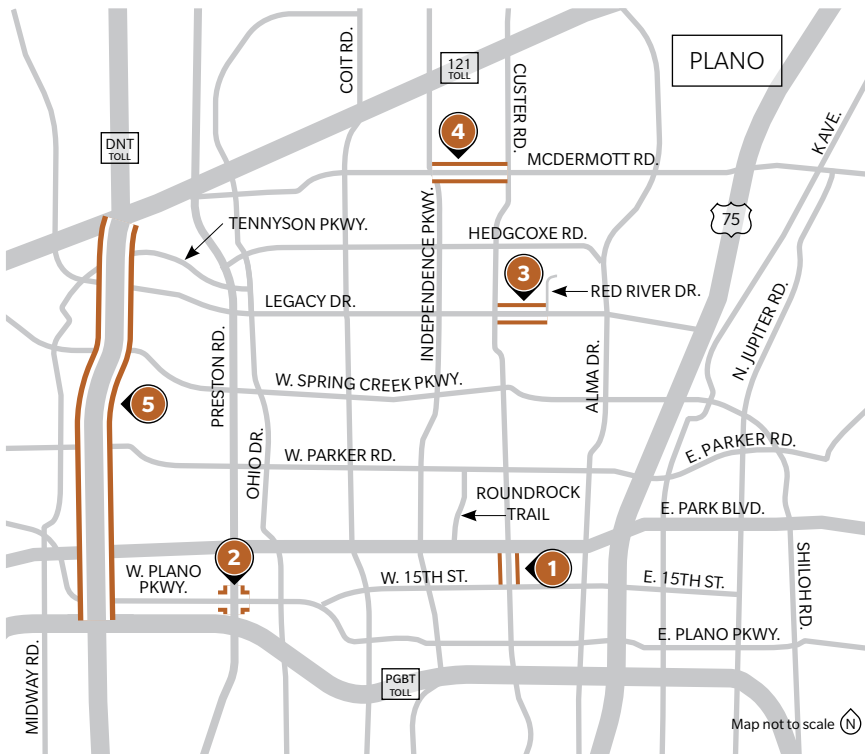 PLANO
COIT RD.
121
TOLL
CUSTER RD.
K AVE.
4
DNT
TOLL
MCDERMOTT RD.
TENNYSON PKWY.
75
INDEPENDENCE PKWY.
HEDGCOXE RD.
3
RED RIVER DR.
LEGACY DR.
N. JUPITER RD.
PRESTON RD.
ALMA DR.
W. SPRING CREEK PKWY.
5
OHIO DR.
E. PARKER RD.
W. PARKER RD.
ROUNDROCK
TRAIL
E. PARK BLVD.
2
1
W. PLANO
PKWY.
W. 15TH ST.
E. 15TH ST.
SHILOH RD.
E. PLANO PKWY.
MIDWAY RD.
PGBT
TOLL
Map not to scale N